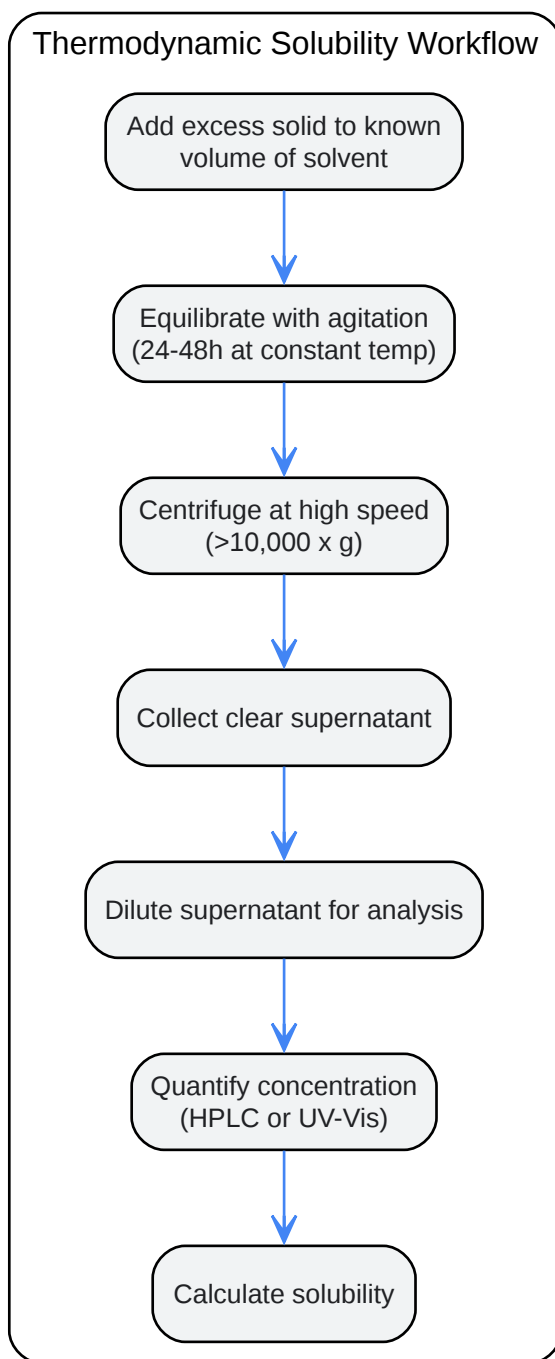 Thermodynamic Solubility Workflow
Add excess solid to known
volume of solvent
Equilibrate with agitation
(24-48h at constant temp)
Centrifuge at high speed
(>10,000 x g)
Collect clear supernatant
Dilute supernatant for analysis
Quantify concentration
(HPLC or UV-Vis)
Calculate solubility